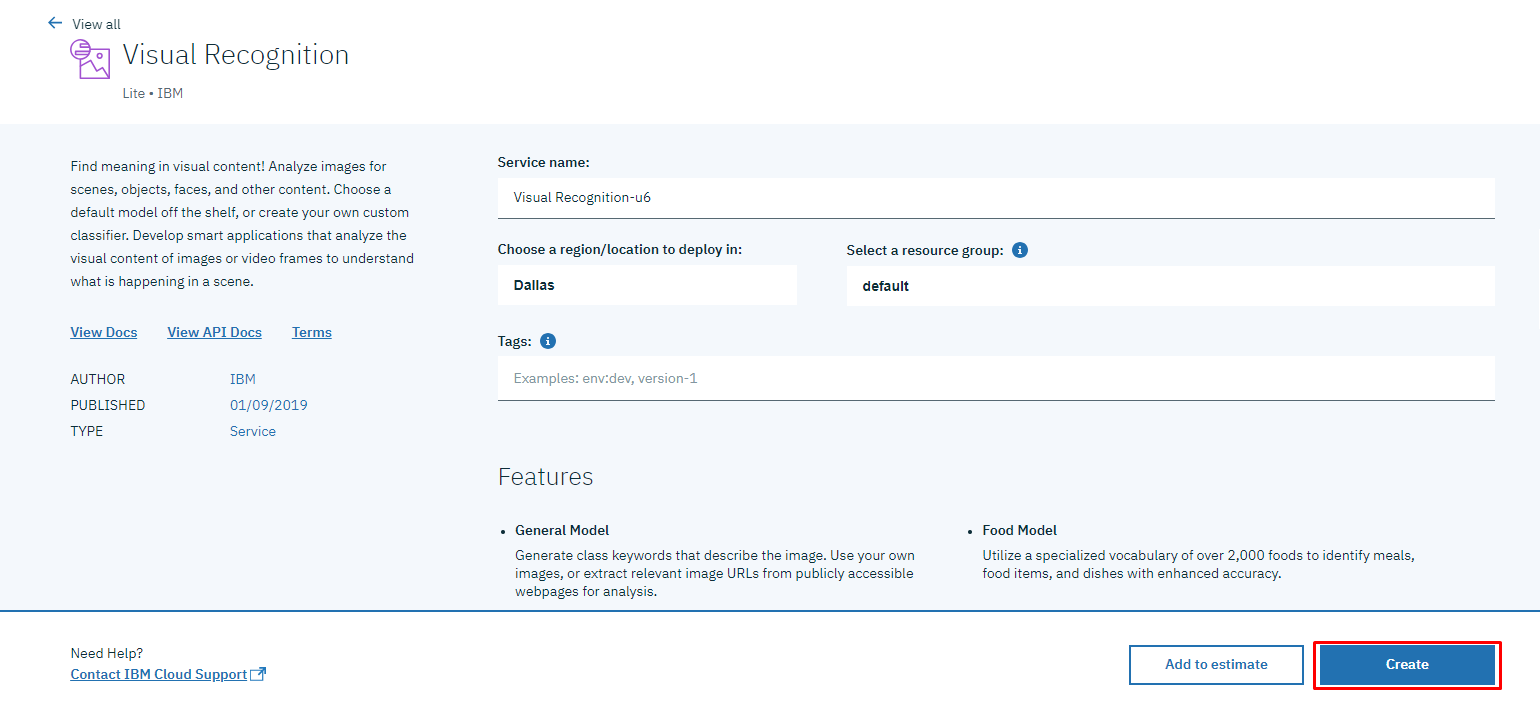 View all
Visual Recognition
Lite • IBM
Find meaning in visual content! Analyze images for
scenes, objects, faces, and other content. Choose a
default model off the shelf, or create your own custom
classifier. Develop smart applications that analyze the
visual content of images or video frames to understand
what is happening in a scene.
View Docs View API Docs Terms
AUTHOR IBM
PUBLISHED 01/09/2019
TYPE Service
Service name:
Visual Recognition-u6
Choose a region/location to deploy in:
Dallas
Select a resource group:
default
Tags:
Examples: env:dev, version-1
Features
• General Model
Generate class keywords that describe the image. Use your own
images, or extract relevant image URLs from publicly accessible
webpages for analysis.
• Food Model
Utilize a specialized vocabulary of over 2,000 foods to identify meals,
food items, and dishes with enhanced accuracy.
Need Help?
Contact IBM Cloud Support
Add to estimate
Create